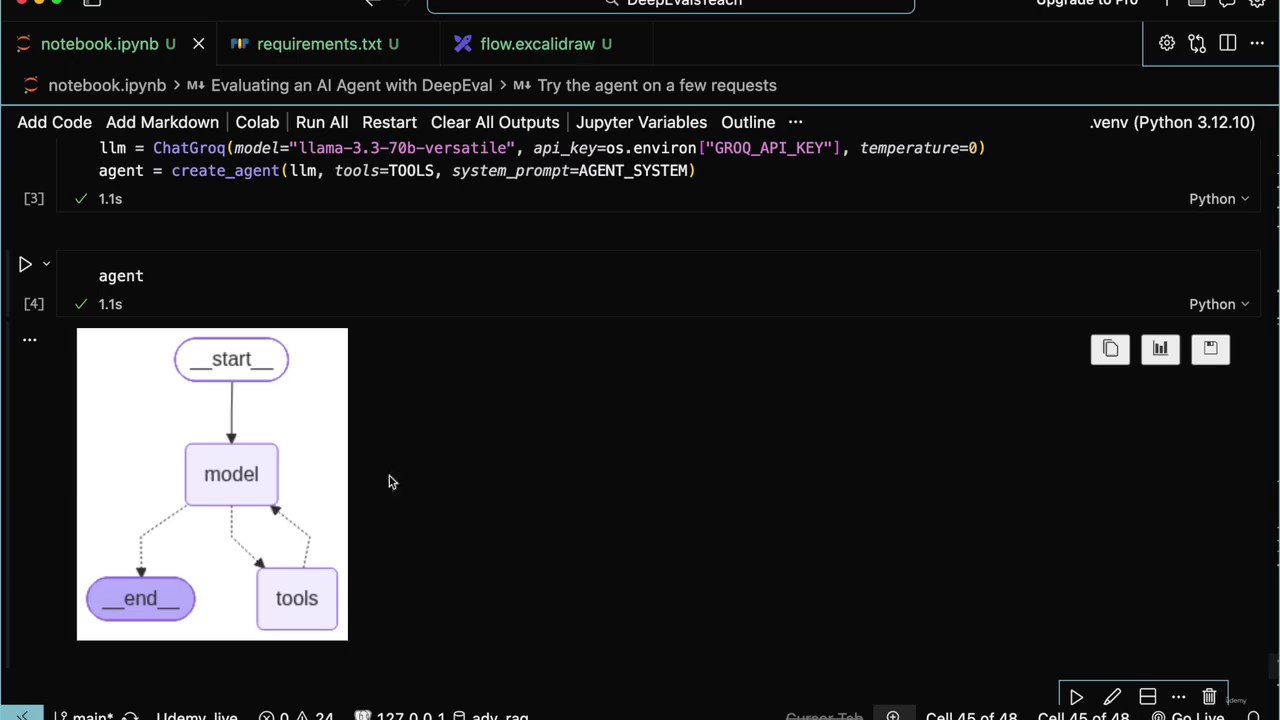 DeepEvalsTeach
Upgrade to Pro
notebook.ipynb U
requirements.txt U
flow.excalidraw U
notebook.ipynb > M↓ Evaluating an AI Agent with DeepEval > M↓ Try the agent on a few requests
Add Code Add Markdown Colab Run All Restart Clear All Outputs Jupyter Variables Outline ... .venv (Python 3.12.10)
llm = ChatGroq(model="llama-3.3-70b-versatile", api_key=os.environ["GROQ_API_KEY"], temperature=0)
agent = create_agent(llm, tools=TOOLS, system_prompt=AGENT_SYSTEM)
[3] 1.1s Python
agent
[4] 1.1s Python
__start__
model
__end__
tools
main* Udemy_live 0 24 127.0.0.1 adv_rag Cursor Tab Cell 45 of 48 Cell 45 of 48 Go Live
Udemy